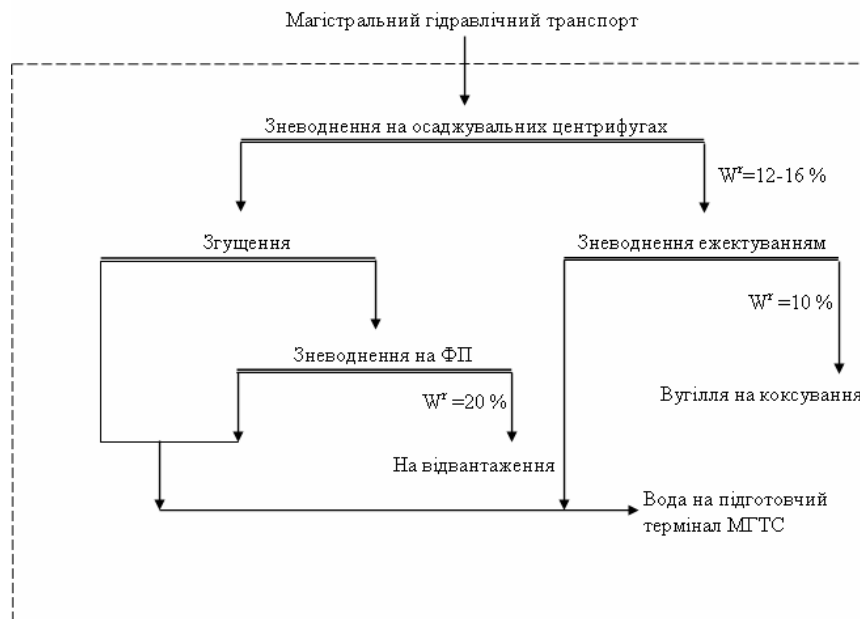 Магістральний гідравлічний транспорт
Зневоднення на осаджувальних центрифугах
Wʳ=12-16 %
Згущення
Зневоднення ежектуванням
Wʳ =10 %
Зневоднення на ФП
Wʳ =20 %
Вугілля на коксування
На відвантаження
Вода на підготовчий
термінал МГТС